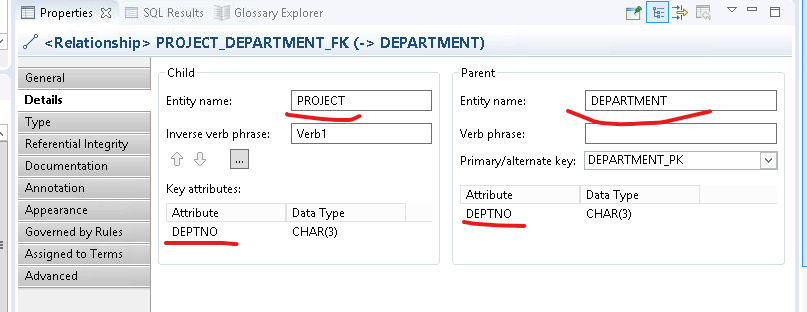 Properties SQL Results Glossary Explorer
<Relationship> PROJECT_DEPARTMENT_FK (-> DEPARTMENT)
General
Details
Type
Referential Integrity
Documentation
Annotation
Appearance
Governed by Rules
Assigned to Terms
Advanced
Child
Entity name: PROJECT
Inverse verb phrase: Verb1
...
Key attributes:
Attribute Data Type
DEPTNO CHAR(3)
Parent
Entity name: DEPARTMENT
Verb phrase:
Primary/alternate key: DEPARTMENT_PK
Attribute Data Type
DEPTNO CHAR(3)